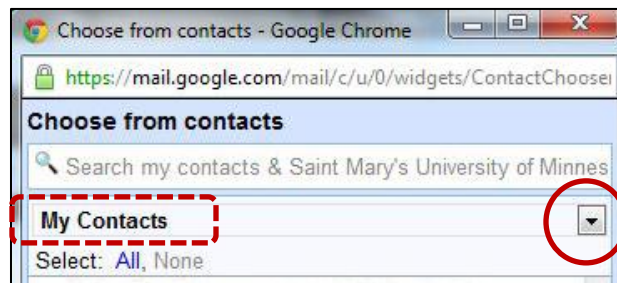 Choose from contacts - Google Chrome
https://mail.google.com/mail/c/u/0/widgets/ContactChooser
Choose from contacts
Search my contacts & Saint Mary's University of Minnes
My Contacts
Select: All, None